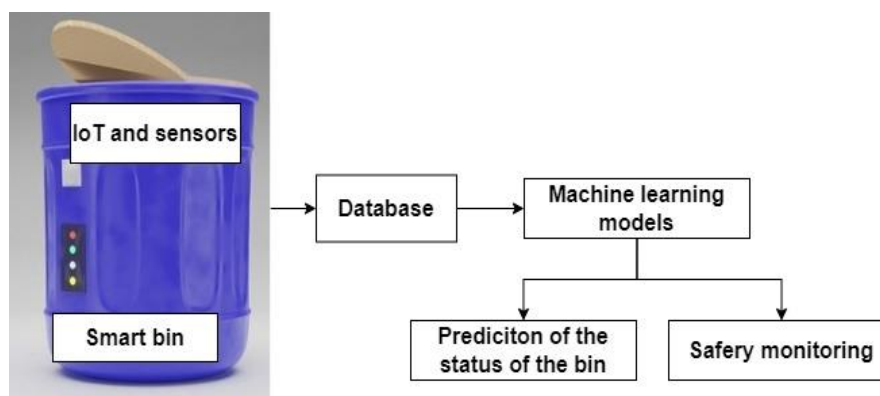 IoT and sensors
Smart bin
Database
Machine learning
models
Prediciton of the
status of the bin
Safery monitoring